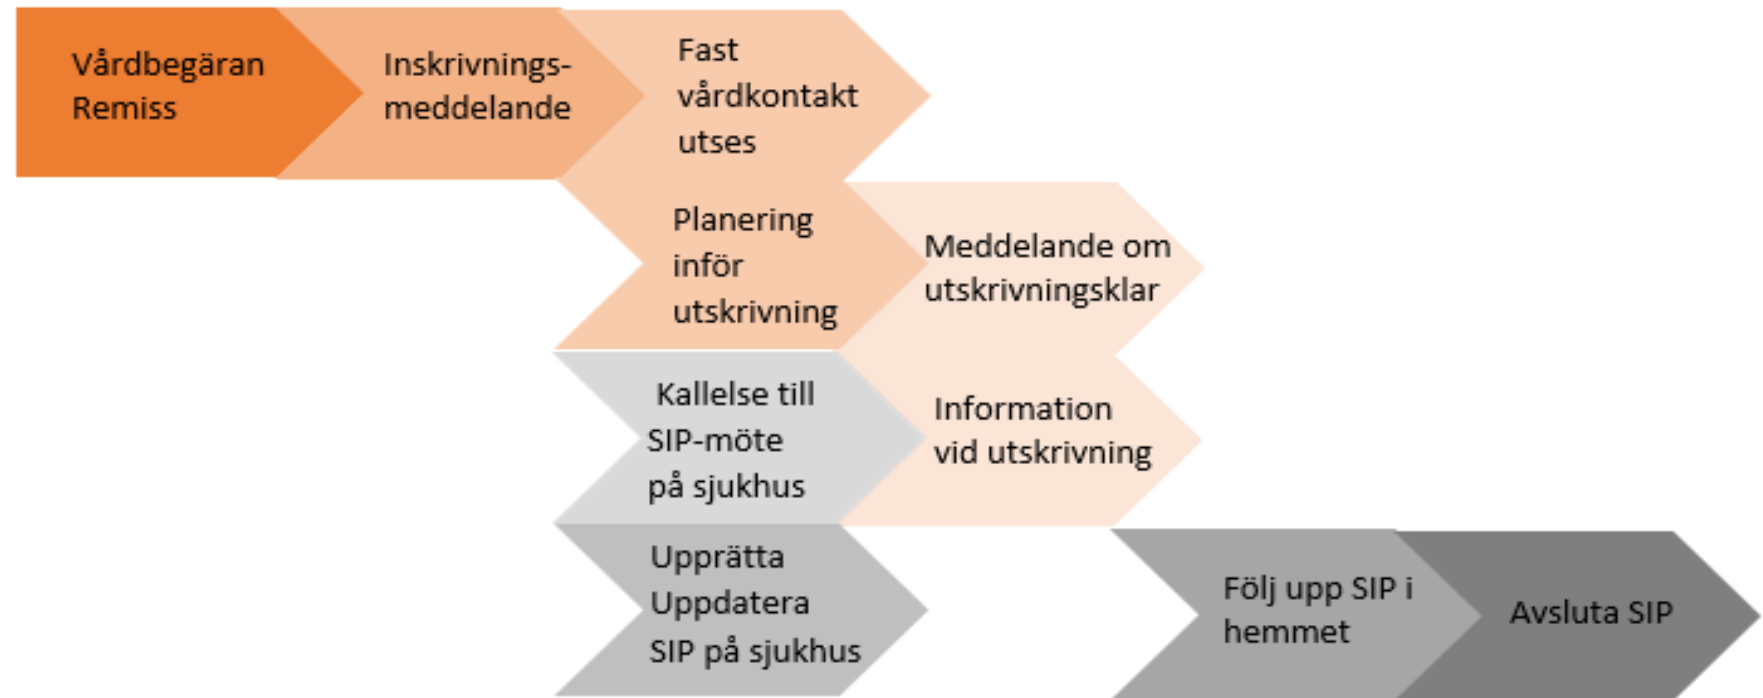 Vårdbegäran
Remiss
Inskrivnings-
meddelande
Fast
vårdkontakt
utses
Planering
inför
utskrivning
Meddelande om
utskrivningsklar
Kallelse till
SIP-möte
på sjukhus
Information
vid utskrivning
Upprätta
Uppdatera
SIP på sjukhus
Följ upp SIP i
hemmet
Avsluta SIP